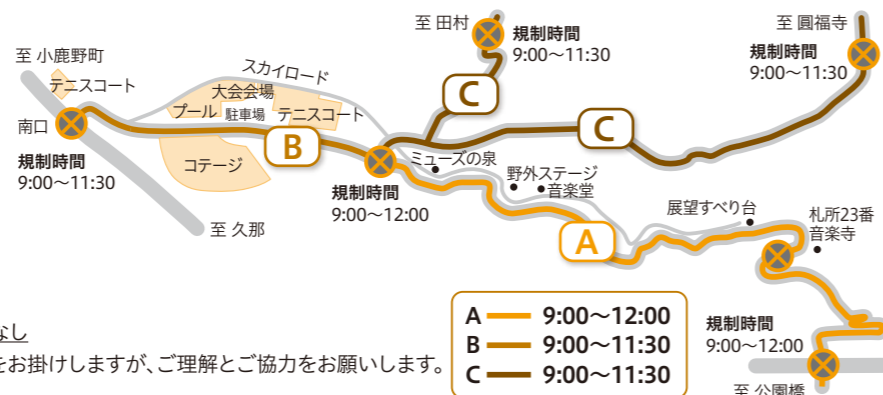 至 田村
規制時間
9:00～11:30
至 圓福寺
規制時間
9:00～11:30
至 小鹿野町
テニスコート
スカイロード
大会会場
プール
駐車場
テニスコート
南口
規制時間
9:00～11:30
コテージ
B
C
C
規制時間
9:00～12:00
ミューズの泉
野外ステージ
音楽堂
至 久那
A
展望すべり台
札所23番
音楽寺
規制時間
9:00～12:00
至 公園橋
A 9:00～12:00
B 9:00～11:30
C 9:00～11:30
なし
をお掛けしますが、ご理解とご協力をお願いします。